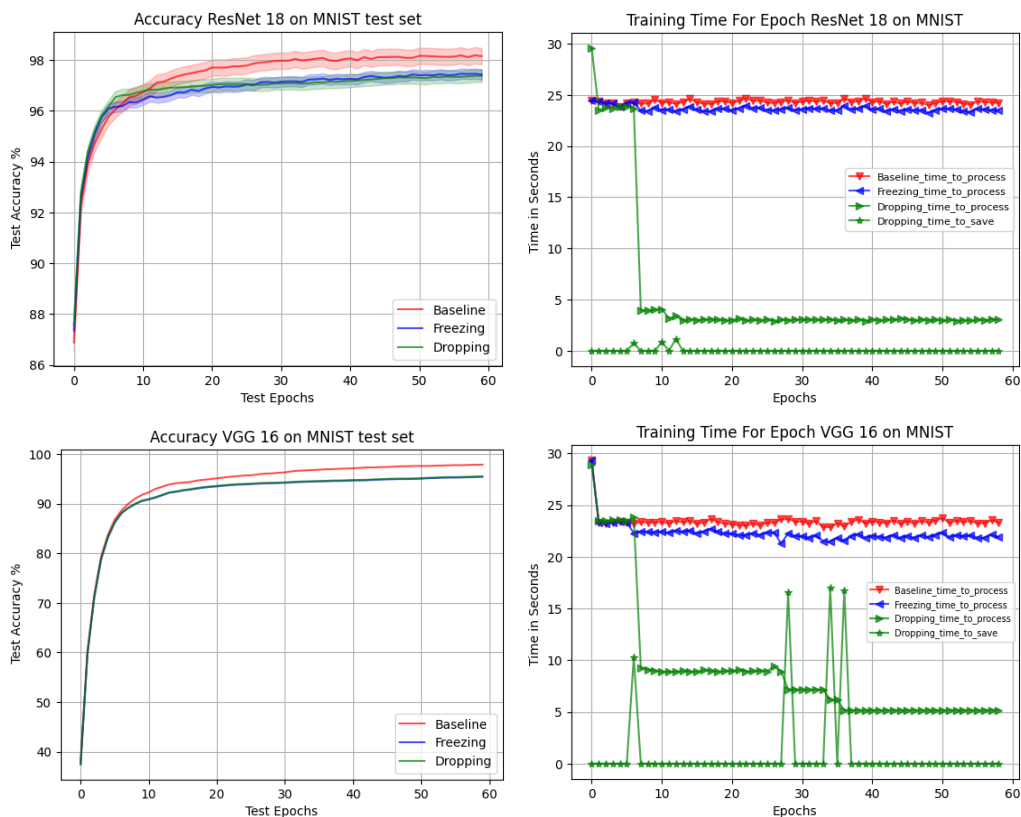 Accuracy ResNet 18 on MNIST test set
98
96
94
92
90
88
86
Test Accuracy %
0
10
20
30
40
50
60
Test Epochs
Baseline
Freezing
Dropping
Training Time For Epoch ResNet 18 on MNIST
30
25
20
15
10
5
0
Time in Seconds
0
10
20
30
40
50
60
Epochs
Baseline_time_to_process
Freezing_time_to_process
Dropping_time_to_process
Dropping_time_to_save
Accuracy VGG 16 on MNIST test set
100
90
80
70
60
50
40
Test Accuracy %
0
10
20
30
40
50
60
Test Epochs
Baseline
Freezing
Dropping
Training Time For Epoch VGG 16 on MNIST
30
25
20
15
10
5
0
Time in Seconds
0
10
20
30
40
50
60
Epochs
Baseline_time_to_process
Freezing_time_to_process
Dropping_time_to_process
Dropping_time_to_save